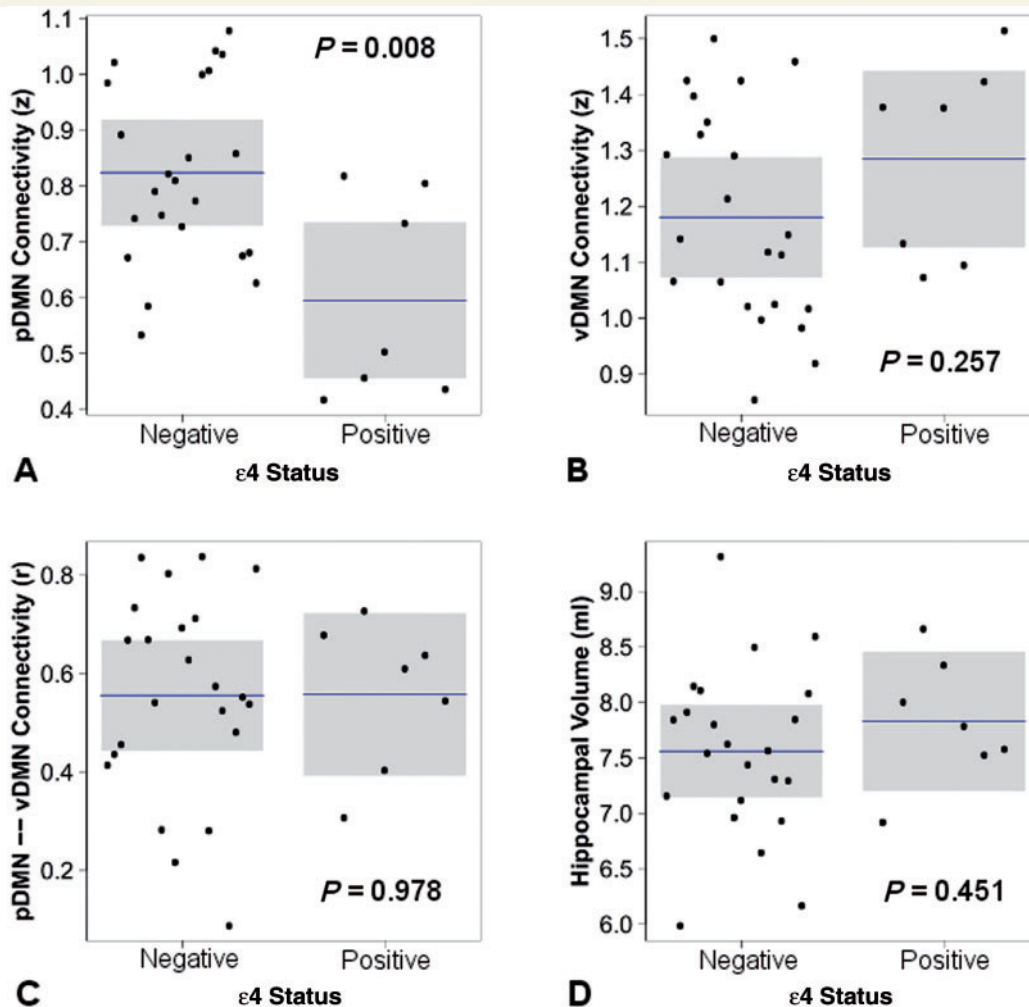 1.1
1.0
0.9
0.8
0.7
0.6
0.5
0.4
pDMN Connectivity (z)
P = 0.008
Negative
Positive
A
ε4 Status
1.5
1.4
1.3
1.2
1.1
1.0
0.9
vDMN Connectivity (z)
P = 0.257
Negative
Positive
B
ε4 Status
0.8
0.6
0.4
0.2
pDMN –– vDMN Connectivity (r)
P = 0.978
Negative
Positive
C
ε4 Status
9.0
8.5
8.0
7.5
7.0
6.5
6.0
Hippocampal Volume (ml)
P = 0.451
Negative
Positive
D
ε4 Status